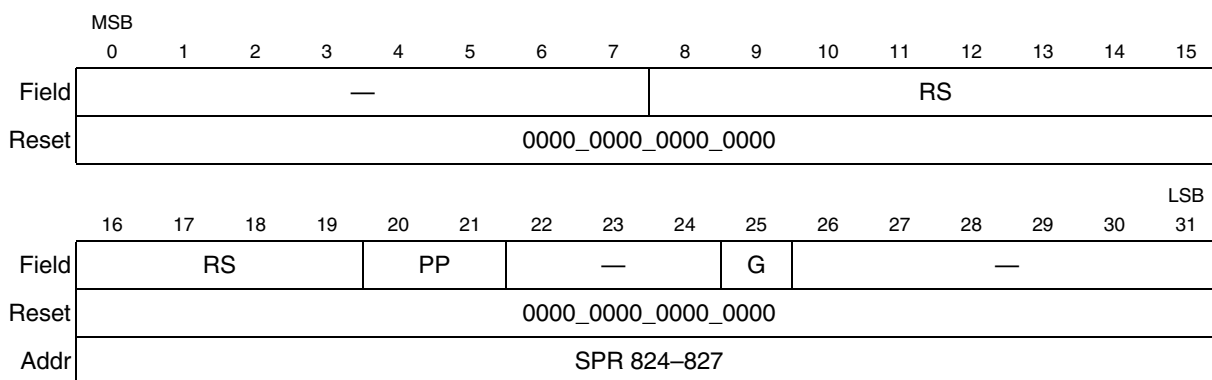 MSB
0 1 2 3 4 5 6 7 8 9 10 11 12 13 14 15
Field — RS
Reset 0000_0000_0000_0000
LSB
16 17 18 19 20 21 22 23 24 25 26 27 28 29 30 31
Field RS PP — G —
Reset 0000_0000_0000_0000
Addr SPR 824–827